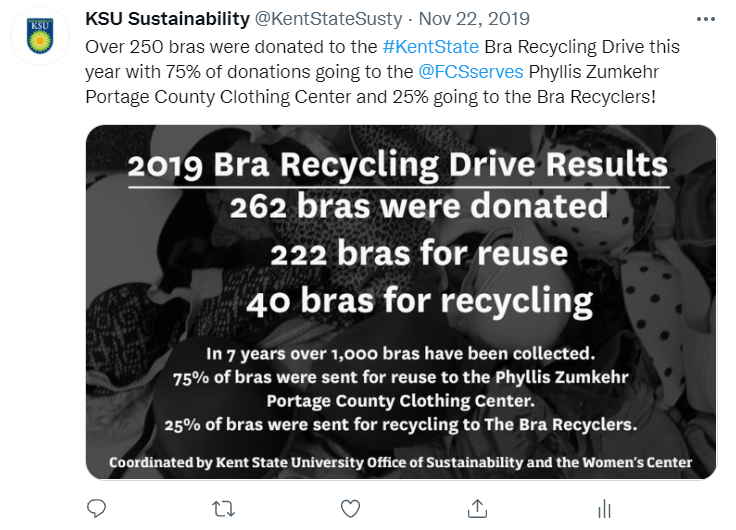 KSU
KSU Sustainability @KentStateSusty · Nov 22, 2019
Over 250 bras were donated to the #KentState Bra Recycling Drive this
year with 75% of donations going to the @FCSserves Phyllis Zumkehr
Portage County Clothing Center and 25% going to the Bra Recyclers!
2019 Bra Recycling Drive Results
262 bras were donated
222 bras for reuse
40 bras for recycling
In 7 years over 1,000 bras have been collected.
75% of bras were sent for reuse to the Phyllis Zumkehr
Portage County Clothing Center.
25% of bras were sent for recycling to The Bra Recyclers.
Coordinated by Kent State University Office of Sustainability and the Women's Center